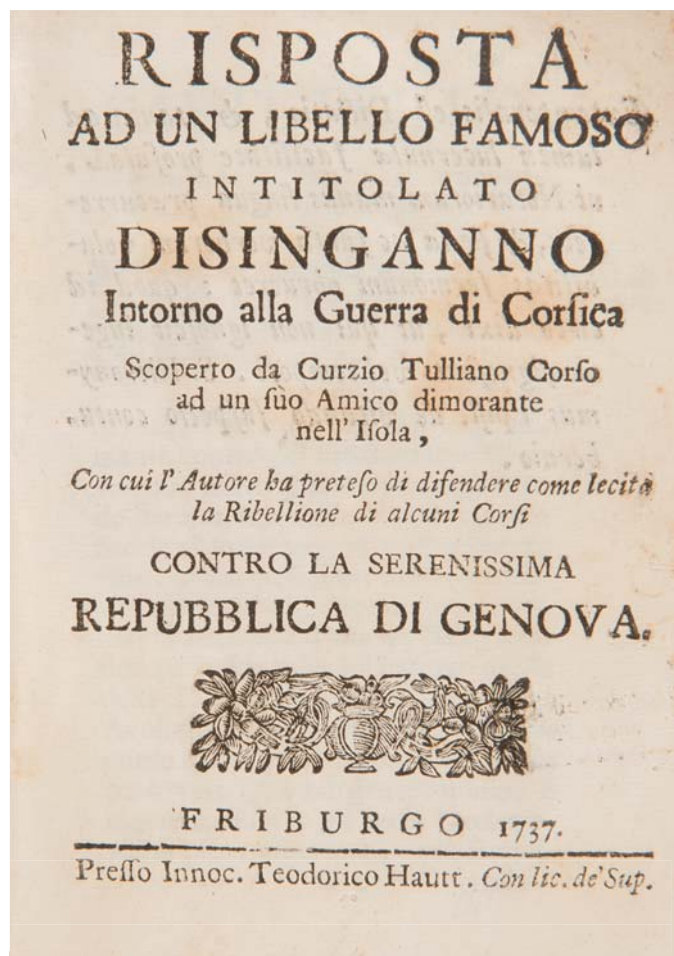 RISPOSTA
AD UN LIBELLO FAMOSO
INTITOLATO
DISINGANNO
Intorno alla Guerra di Corſica
Scoperto da Curzio Tulliano Corſo
ad un ſùo Amico dimorante
nell'Iſola ,
Con cui l'Autore ha preteſo di difendere come lecita
la Ribellione di alcuni Corſi
CONTRO LA SERENISSIMA
REPUBBLICA DI GENOVA.
FRIBURGO 1737.
Preſſo Innoc. Teodorico Hautt. Con lic. de' Sup.